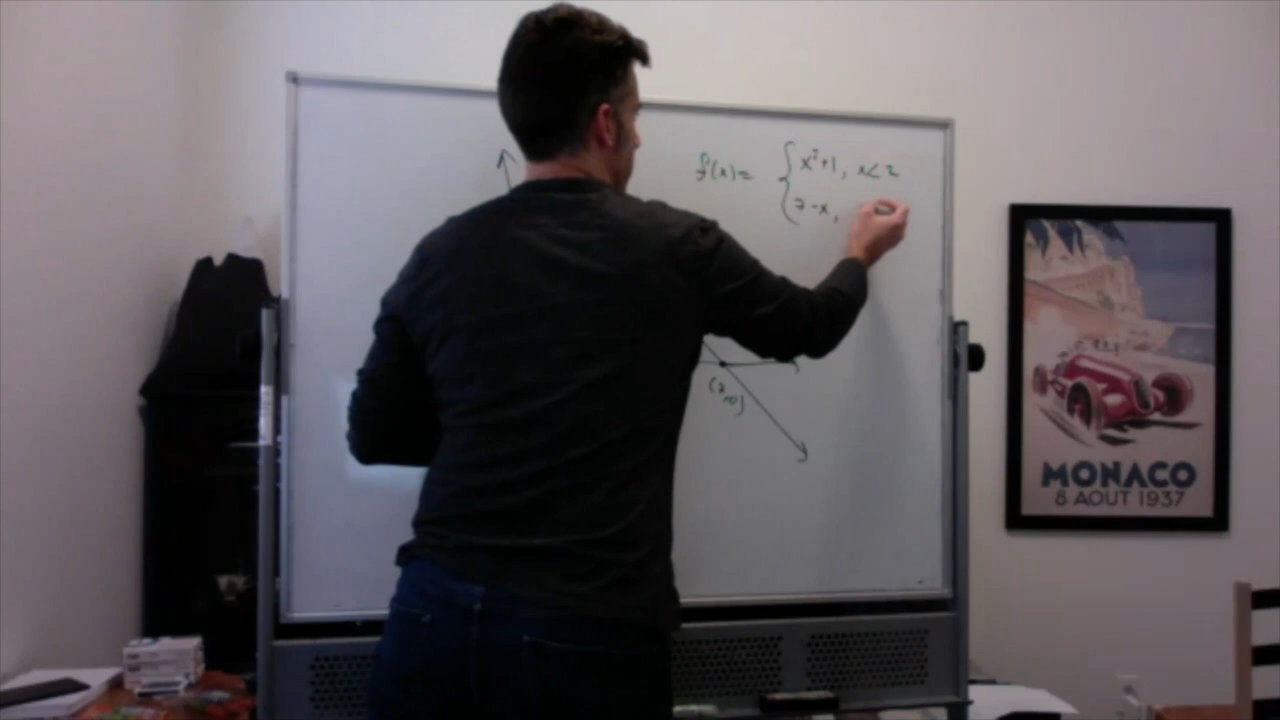 f(x)= { x²+1, x<2
7-x,
(2,0)
MONACO
8 AOUT 1937